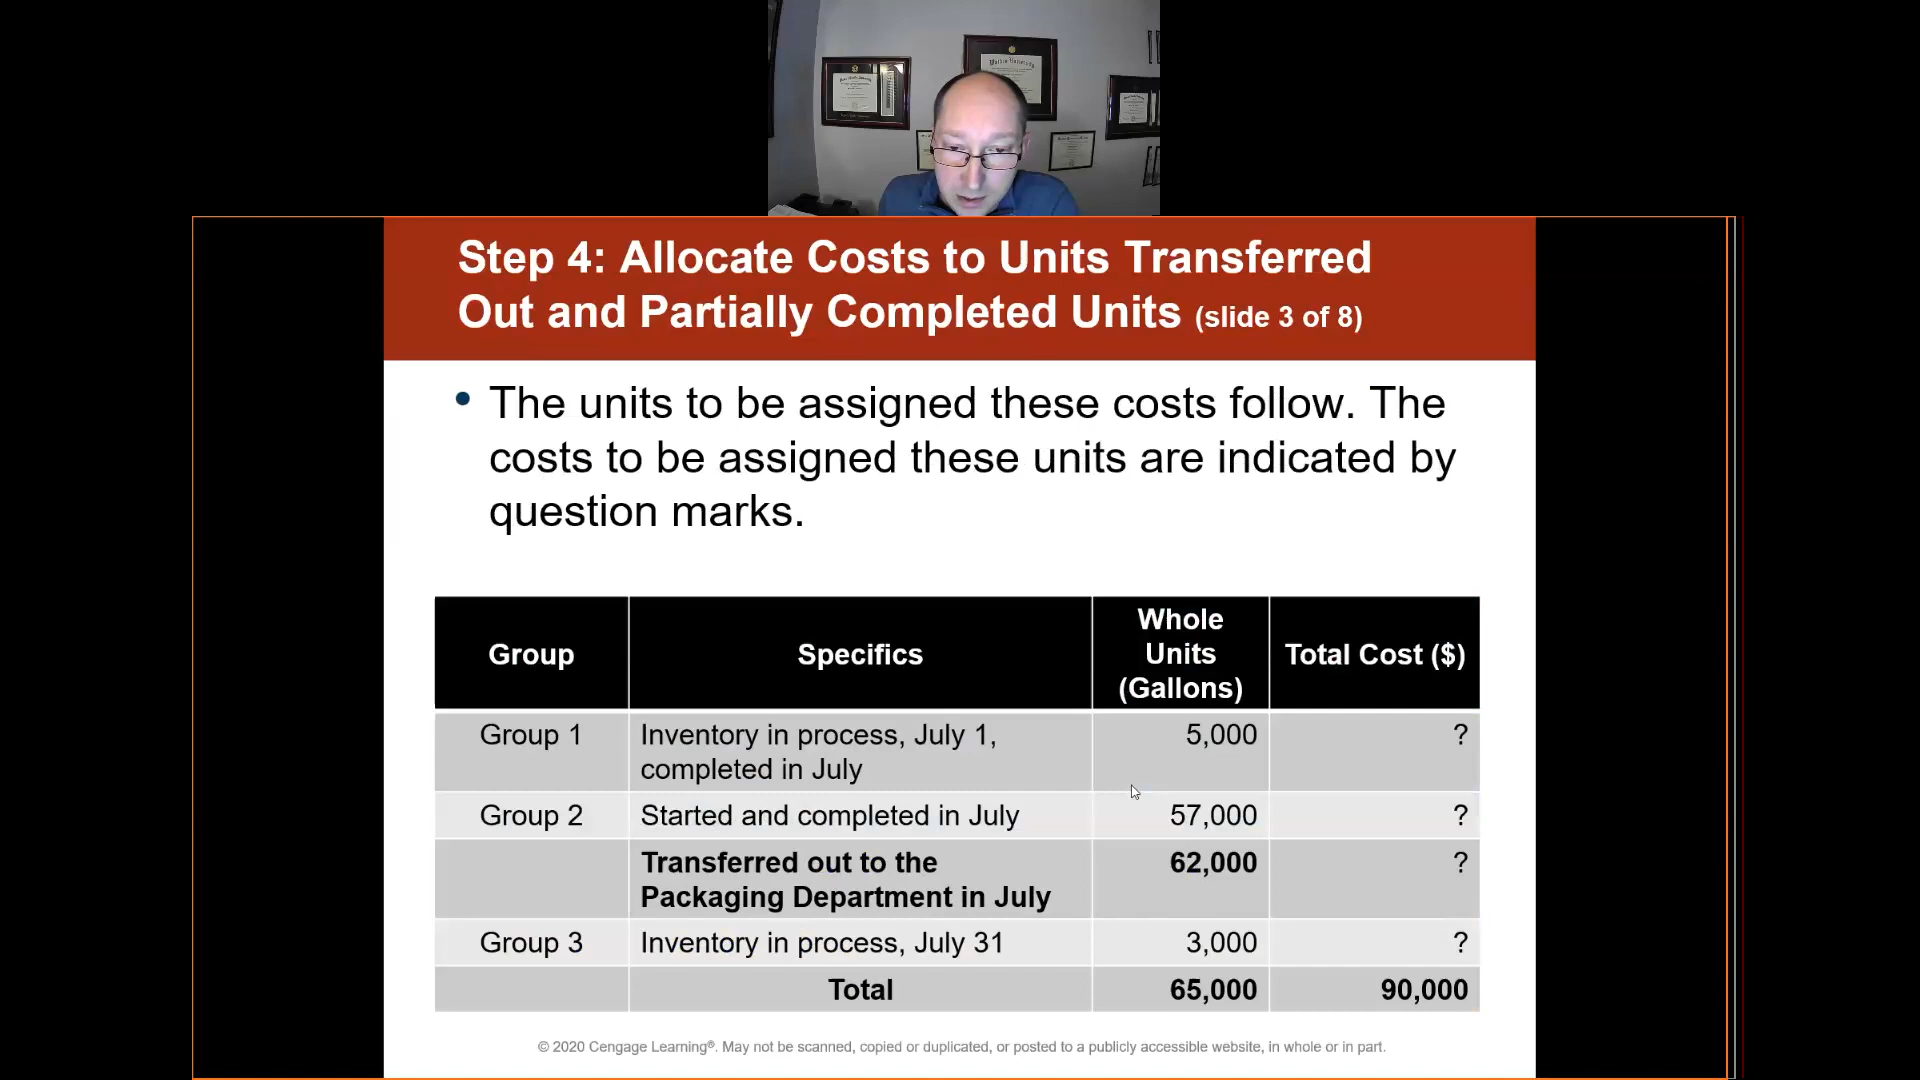 Step 4: Allocate Costs to Units Transferred
Out and Partially Completed Units (slide 3 of 8)
• The units to be assigned these costs follow. The
costs to be assigned these units are indicated by
question marks.
Group Specifics Whole Units (Gallons) Total Cost ($)
Group 1 Inventory in process, July 1, completed in July 5,000 ?
Group 2 Started and completed in July 57,000 ?
Transferred out to the Packaging Department in July 62,000 ?
Group 3 Inventory in process, July 31 3,000 ?
Total 65,000 90,000
© 2020 Cengage Learning®. May not be scanned, copied or duplicated, or posted to a publicly accessible website, in whole or in part.